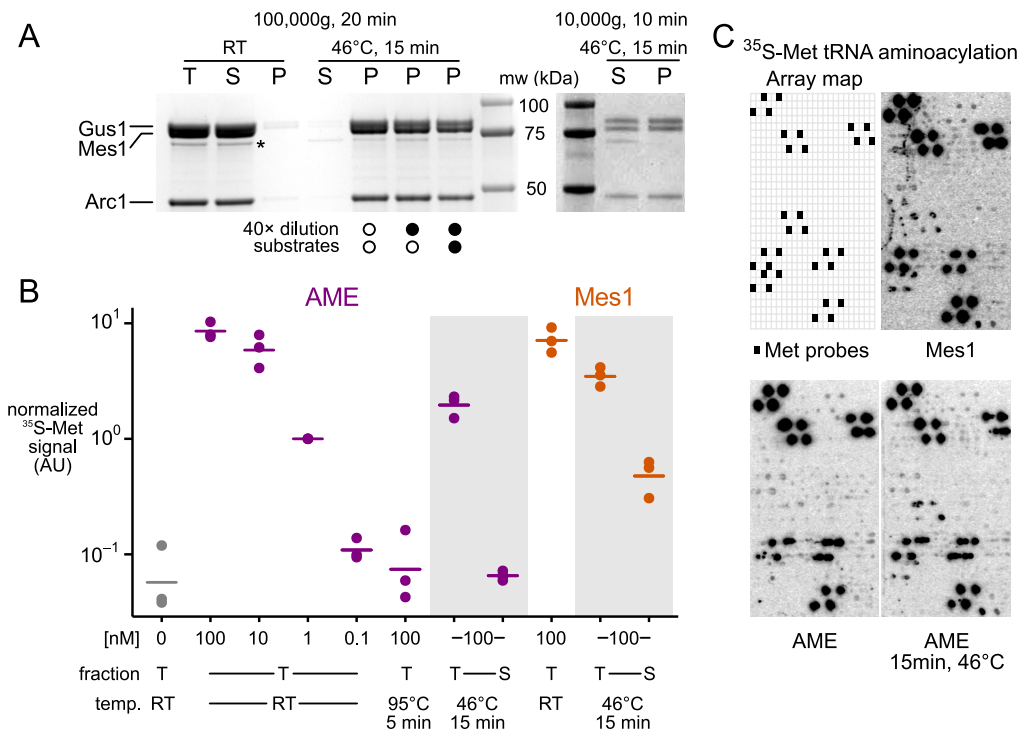 A
100,000g, 20 min
RT
46°C, 15 min
T S P S P P P
mw (kDa)
100
75
50
10,000g, 10 min
46°C, 15 min
S P
Gus1
Mes1
*
Arc1
40× dilution
substrates
B
AME
Mes1
normalized
³⁵S-Met
signal
(AU)
10¹
10⁰
10⁻¹
[nM] 0 100 10 1 0.1 100 –100– 100 –100–
fraction T T T T S T T S
temp. RT RT 95°C 46°C RT 46°C
5 min 15 min 15 min
C
³⁵S-Met tRNA aminoacylation
Array map
Met probes
Mes1
AME
AME
15min, 46°C